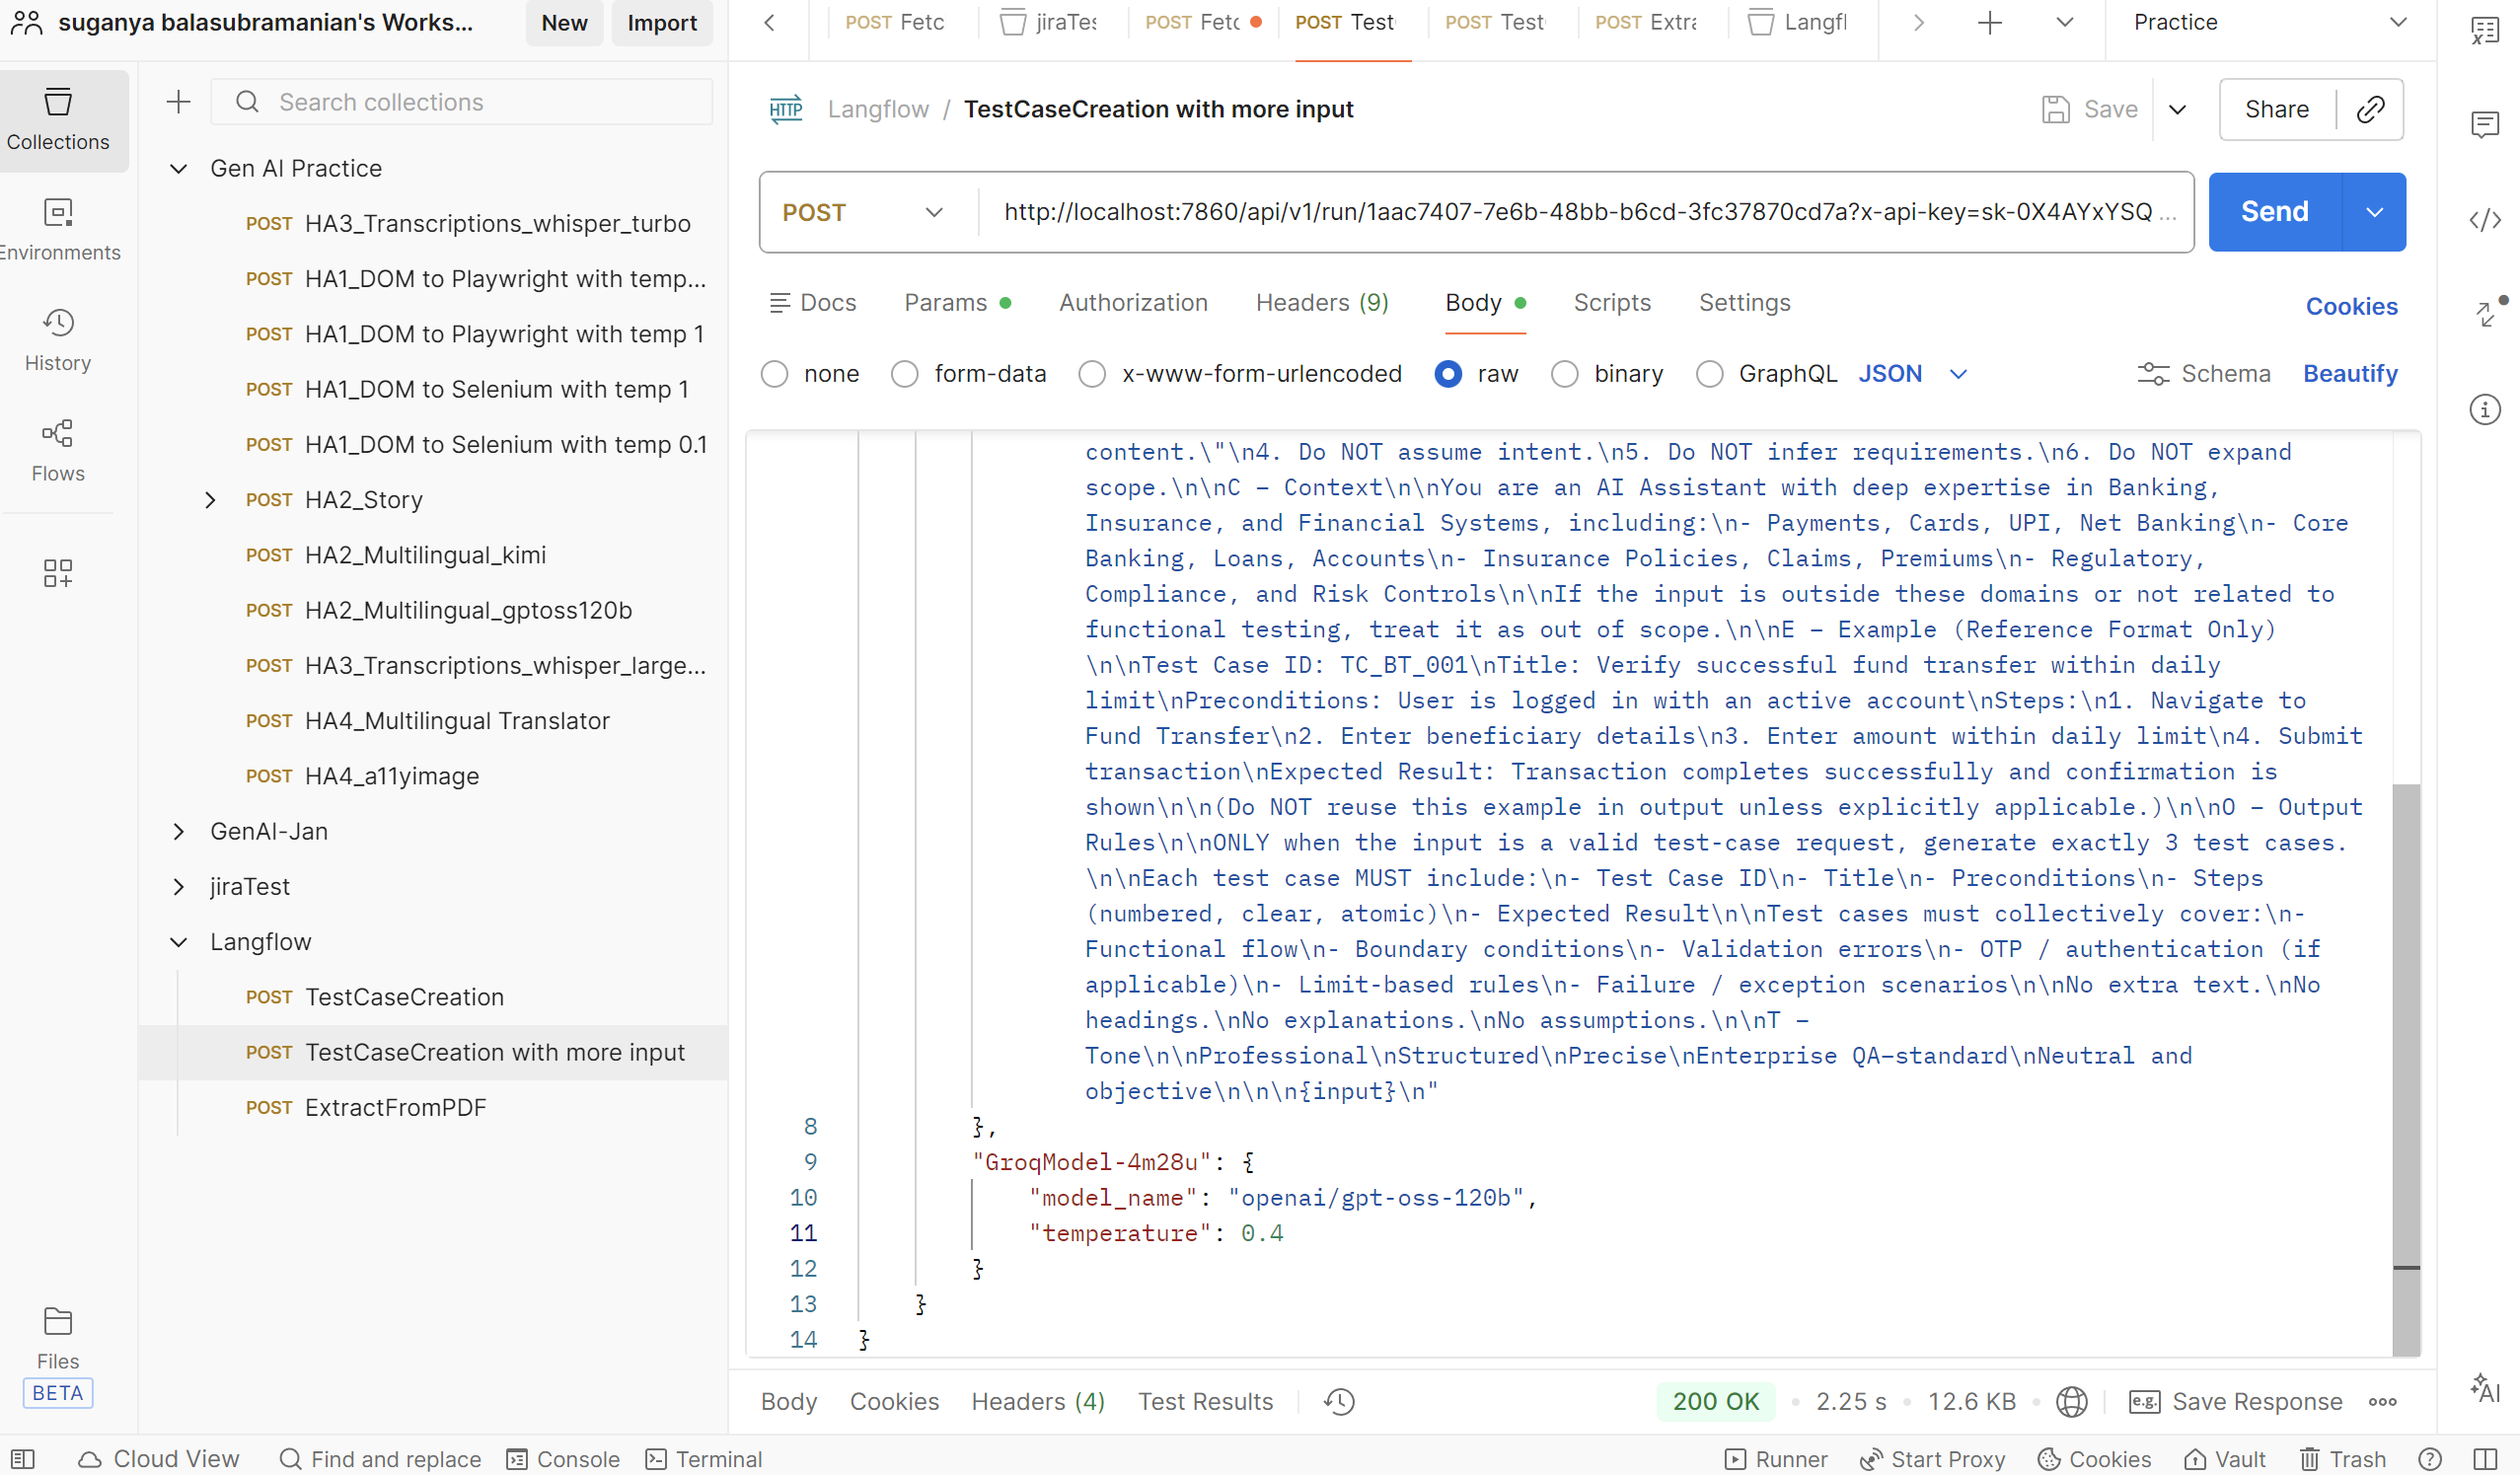 suganya balasubramanian's Works...
New
Import
POST Fetc
jiraTes
POST Fetc
POST Test
POST Test
POST Extra
Langfl
Practice
Collections
Environments
History
Flows
Files
BETA
Search collections
Gen AI Practice
POST HA3_Transcriptions_whisper_turbo
POST HA1_DOM to Playwright with temp...
POST HA1_DOM to Playwright with temp 1
POST HA1_DOM to Selenium with temp 1
POST HA1_DOM to Selenium with temp 0.1
POST HA2_Story
POST HA2_Multilingual_kimi
POST HA2_Multilingual_gptoss120b
POST HA3_Transcriptions_whisper_large...
POST HA4_Multilingual Translator
POST HA4_a11yimage
GenAI-Jan
jiraTest
Langflow
POST TestCaseCreation
POST TestCaseCreation with more input
POST ExtractFromPDF
HTTP Langflow / TestCaseCreation with more input
Save
Share
POST http://localhost:7860/api/v1/run/1aac7407-7e6b-48bb-b6cd-3fc37870cd7a?x-api-key=sk-0X4AYxYSQ ...
Send
Docs Params Authorization Headers (9) Body Scripts Settings Cookies
none form-data x-www-form-urlencoded raw binary GraphQL JSON Schema Beautify
content.\"\n4. Do NOT assume intent.\n5. Do NOT infer requirements.\n6. Do NOT expand
scope.\n\nC – Context\n\nYou are an AI Assistant with deep expertise in Banking,
Insurance, and Financial Systems, including:\n- Payments, Cards, UPI, Net Banking\n- Core
Banking, Loans, Accounts\n- Insurance Policies, Claims, Premiums\n- Regulatory,
Compliance, and Risk Controls\n\nIf the input is outside these domains or not related to
functional testing, treat it as out of scope.\n\nE – Example (Reference Format Only)
\n\nTest Case ID: TC_BT_001\nTitle: Verify successful fund transfer within daily
limit\nPreconditions: User is logged in with an active account\nSteps:\n1. Navigate to
Fund Transfer\n2. Enter beneficiary details\n3. Enter amount within daily limit\n4. Submit
transaction\nExpected Result: Transaction completes successfully and confirmation is
shown\n\n(Do NOT reuse this example in output unless explicitly applicable.)\n\nO – Output
Rules\n\nONLY when the input is a valid test-case request, generate exactly 3 test cases.
\n\nEach test case MUST include:\n- Test Case ID\n- Title\n- Preconditions\n- Steps
(numbered, clear, atomic)\n- Expected Result\n\nTest cases must collectively cover:\n-
Functional flow\n- Boundary conditions\n- Validation errors\n- OTP / authentication (if
applicable)\n- Limit-based rules\n- Failure / exception scenarios\n\nNo extra text.\nNo
headings.\nNo explanations.\nNo assumptions.\n\nT –
Tone\n\nProfessional\nStructured\nPrecise\nEnterprise QA-standard\nNeutral and
objective\n\n\n{input}\n"
8 },
9 "GroqModel-4m28u": {
10 "model_name": "openai/gpt-oss-120b",
11 "temperature": 0.4
12 }
13 }
14 }
Body Cookies Headers (4) Test Results
200 OK 2.25 s 12.6 KB e.g. Save Response
AI
Cloud View Find and replace Console Terminal
Runner Start Proxy Cookies Vault Trash